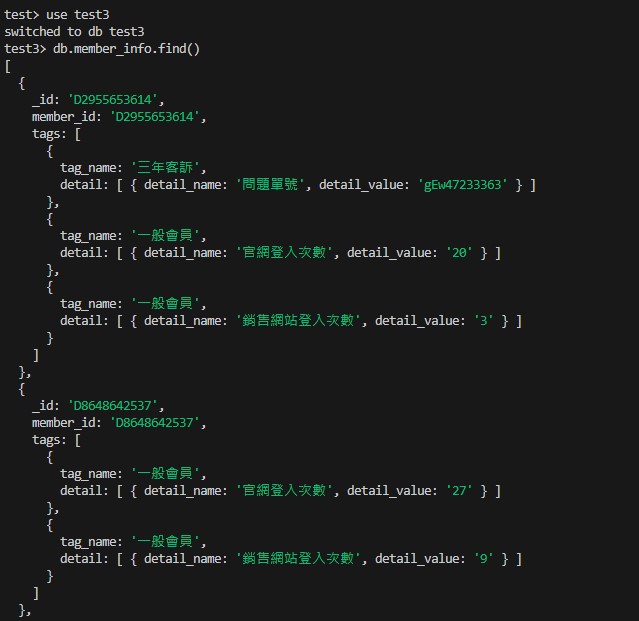 test> use test3
switched to db test3
test3> db.member_info.find()
[
  {
    _id: 'D2955653614',
    member_id: 'D2955653614',
    tags: [
      {
        tag_name: '三年客訴',
        detail: [ { detail_name: '問題單號', detail_value: 'gEw47233363' } ]
      },
      {
        tag_name: '一般會員',
        detail: [ { detail_name: '官網登入次數', detail_value: '20' } ]
      },
      {
        tag_name: '一般會員',
        detail: [ { detail_name: '銷售網站登入次數', detail_value: '3' } ]
      }
    ]
  },
  {
    _id: 'D8648642537',
    member_id: 'D8648642537',
    tags: [
      {
        tag_name: '一般會員',
        detail: [ { detail_name: '官網登入次數', detail_value: '27' } ]
      },
      {
        tag_name: '一般會員',
        detail: [ { detail_name: '銷售網站登入次數', detail_value: '9' } ]
      }
    ]
  },